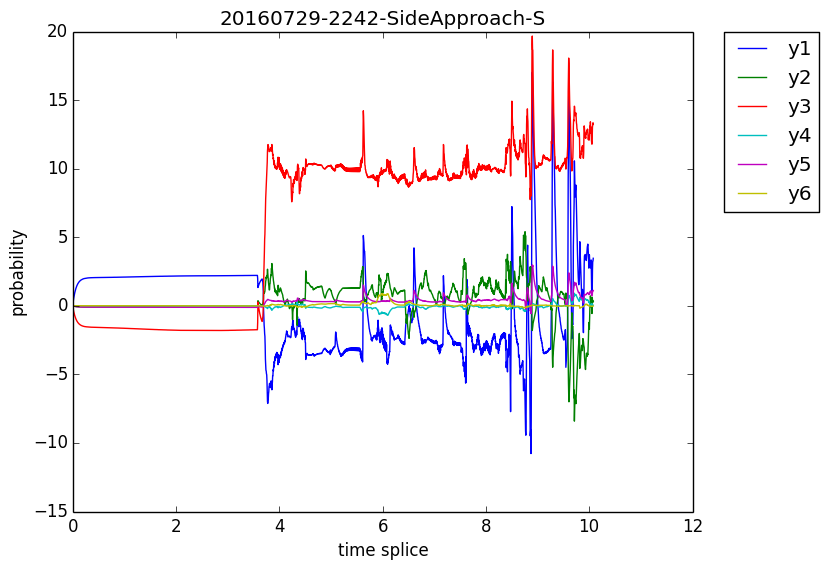 20160729-2242-SideApproach-S
20
15
10
5
0
−5
−10
−15
0 2 4 6 8 10 12
probability
time splice
y1
y2
y3
y4
y5
y6